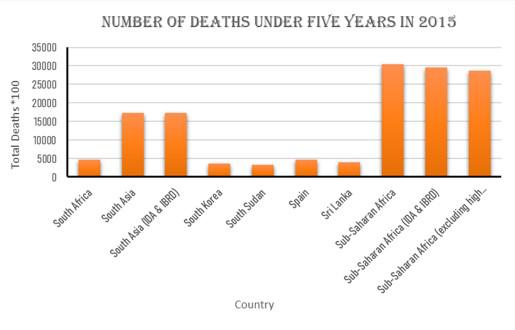 NUMBER OF DEATHS UNDER FIVE YEARS IN 2015
Total Deaths *100
35000
30000
25000
20000
15000
10000
5000
0
South Africa
South Asia
South Asia (IDA & IBRD)
South Korea
South Sudan
Spain
Sri Lanka
Sub-Saharan Africa
Sub-Saharan Africa (IDA & IBRD)
Sub-Saharan Africa (excluding high...
Country